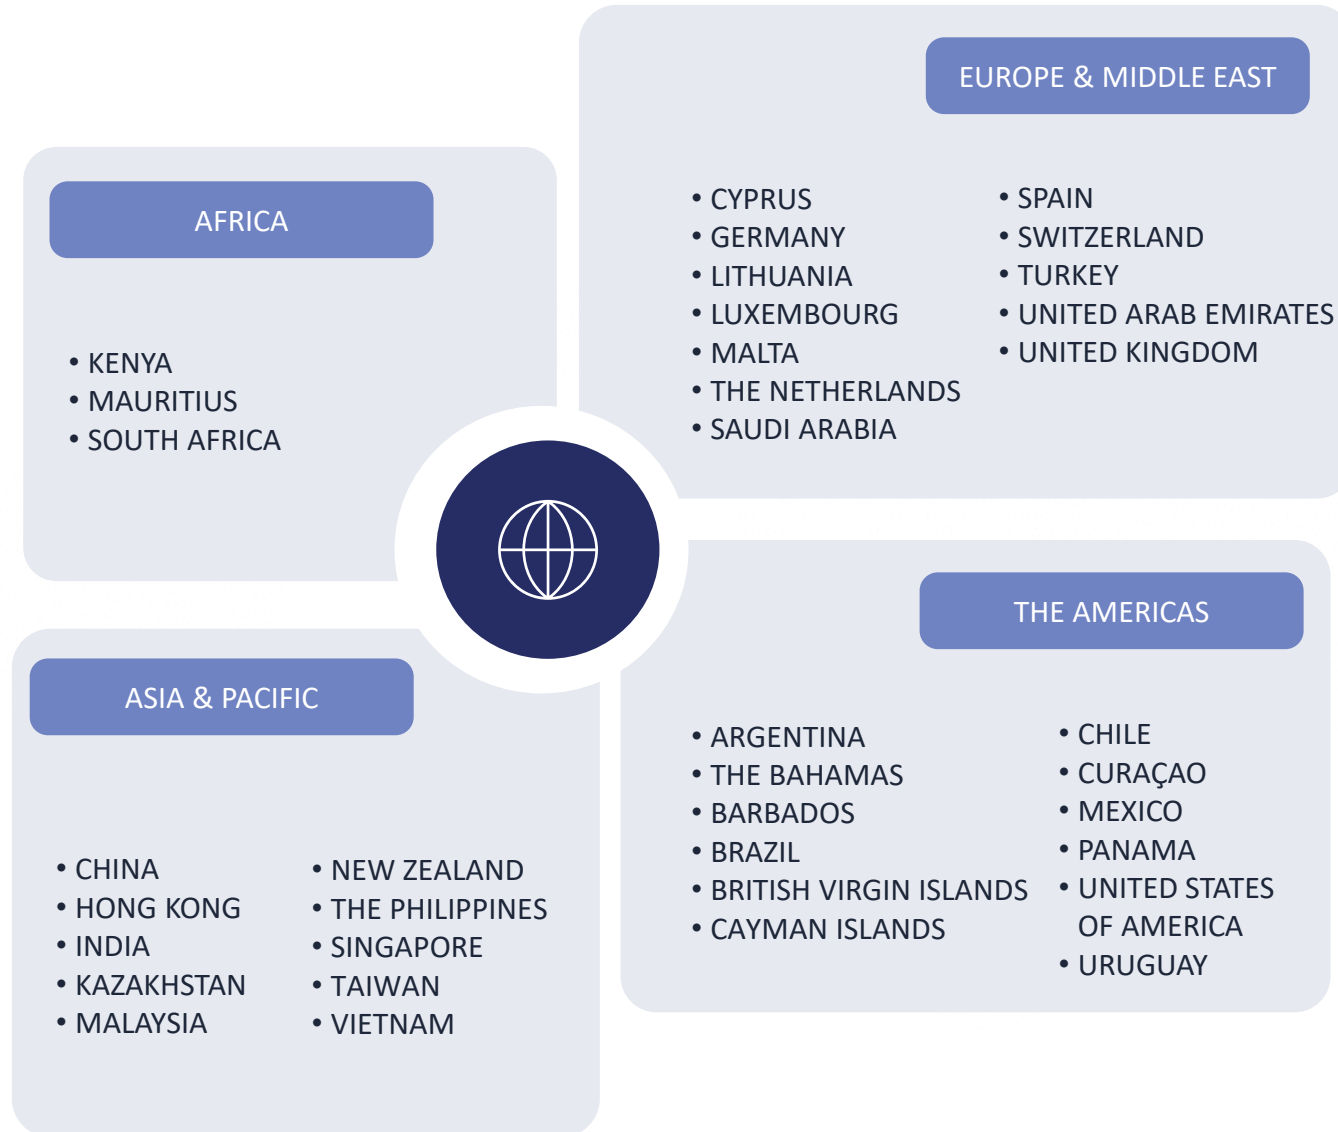 EUROPE & MIDDLE EAST
• CYPRUS
• GERMANY
• LITHUANIA
• LUXEMBOURG
• MALTA
• THE NETHERLANDS
• SAUDI ARABIA
• SPAIN
• SWITZERLAND
• TURKEY
• UNITED ARAB EMIRATES
• UNITED KINGDOM
AFRICA
• KENYA
• MAURITIUS
• SOUTH AFRICA
THE AMERICAS
• ARGENTINA
• THE BAHAMAS
• BARBADOS
• BRAZIL
• BRITISH VIRGIN ISLANDS
• CAYMAN ISLANDS
• CHILE
• CURAÇAO
• MEXICO
• PANAMA
• UNITED STATES
OF AMERICA
• URUGUAY
ASIA & PACIFIC
• CHINA
• HONG KONG
• INDIA
• KAZAKHSTAN
• MALAYSIA
• NEW ZEALAND
• THE PHILIPPINES
• SINGAPORE
• TAIWAN
• VIETNAM